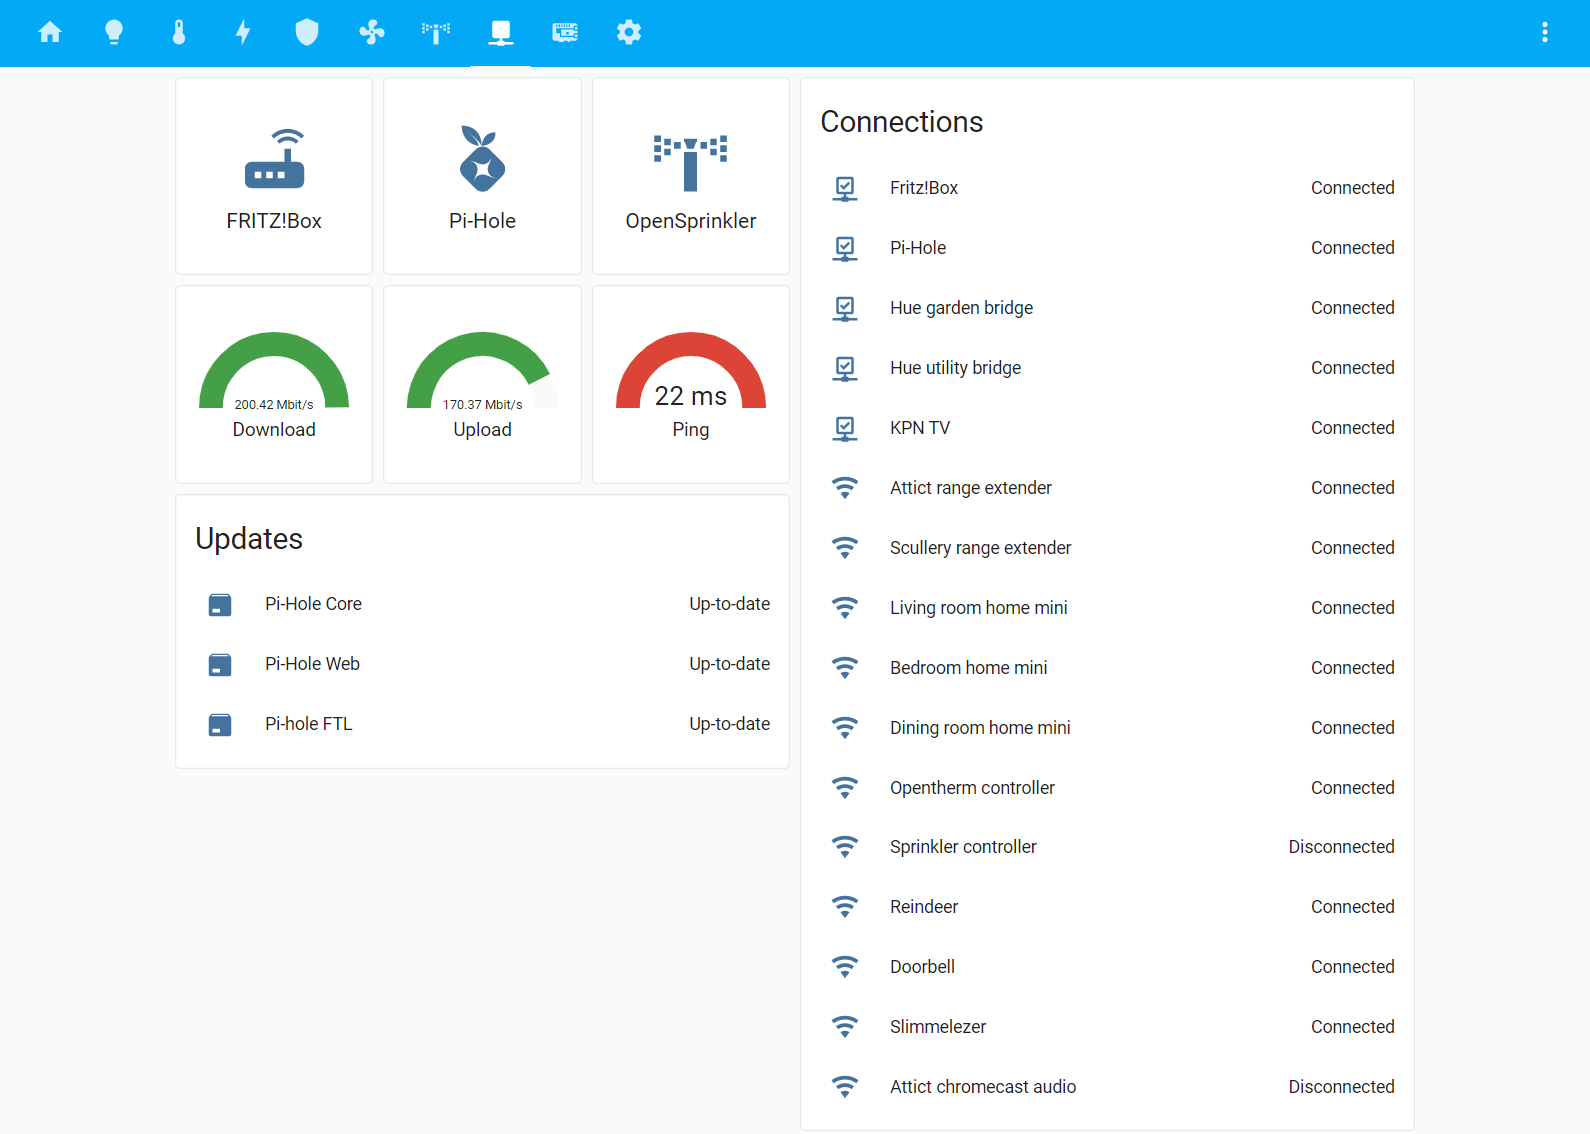 FRITZ!Box
Pi-Hole
OpenSprinkler
200.42 Mbit/s
Download
170.37 Mbit/s
Upload
22 ms
Ping
Updates
Pi-Hole Core Up-to-date
Pi-Hole Web Up-to-date
Pi-hole FTL Up-to-date
Connections
Fritz!Box Connected
Pi-Hole Connected
Hue garden bridge Connected
Hue utility bridge Connected
KPN TV Connected
Attict range extender Connected
Scullery range extender Connected
Living room home mini Connected
Bedroom home mini Connected
Dining room home mini Connected
Opentherm controller Connected
Sprinkler controller Disconnected
Reindeer Connected
Doorbell Connected
Slimmelezer Connected
Attict chromecast audio Disconnected